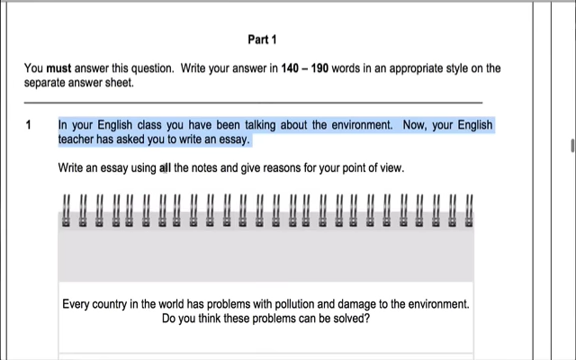 Part 1
You must answer this question. Write your answer in 140 – 190 words in an appropriate style on the
separate answer sheet.
1 In your English class you have been talking about the environment. Now, your English
teacher has asked you to write an essay.
Write an essay using all the notes and give reasons for your point of view.
Every country in the world has problems with pollution and damage to the environment.
Do you think these problems can be solved?